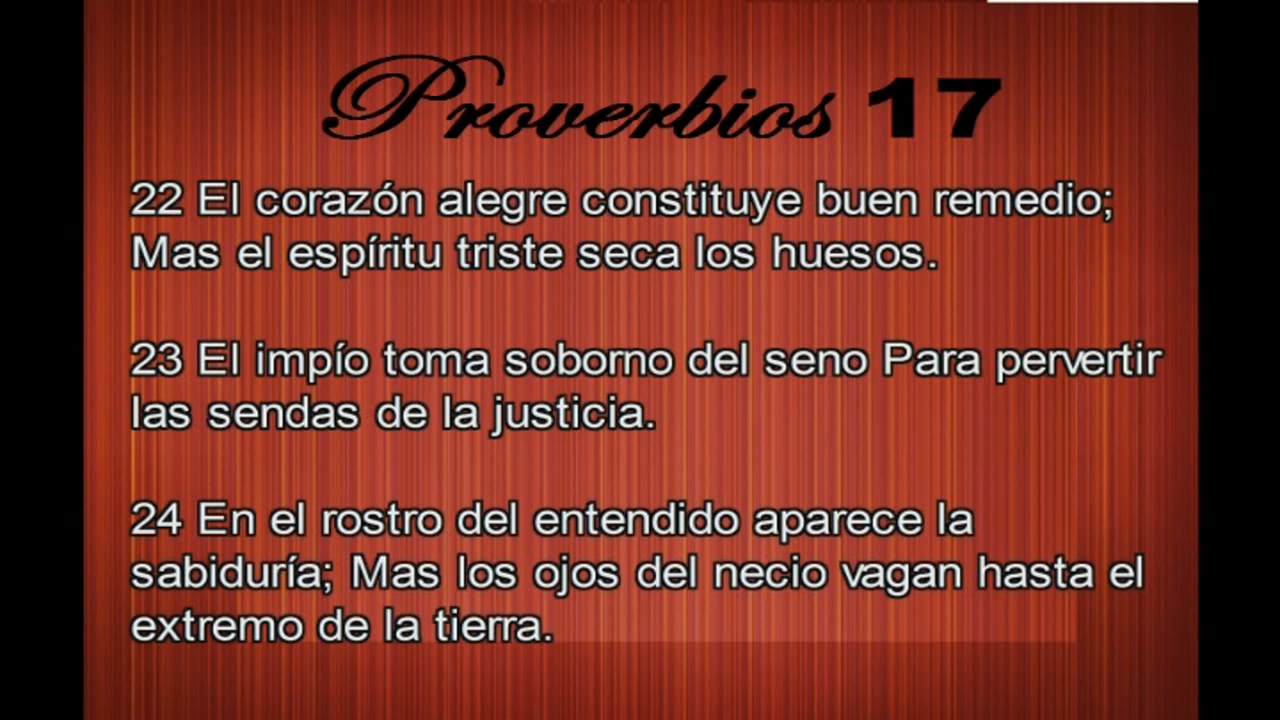 Proverbios 17
22 El corazón alegre constituye buen remedio;
Mas el espíritu triste seca los huesos.
23 El impío toma soborno del seno Para pervertir
las sendas de la justicia.
24 En el rostro del entendido aparece la
sabiduría; Mas los ojos del necio vagan hasta el
extremo de la tierra.